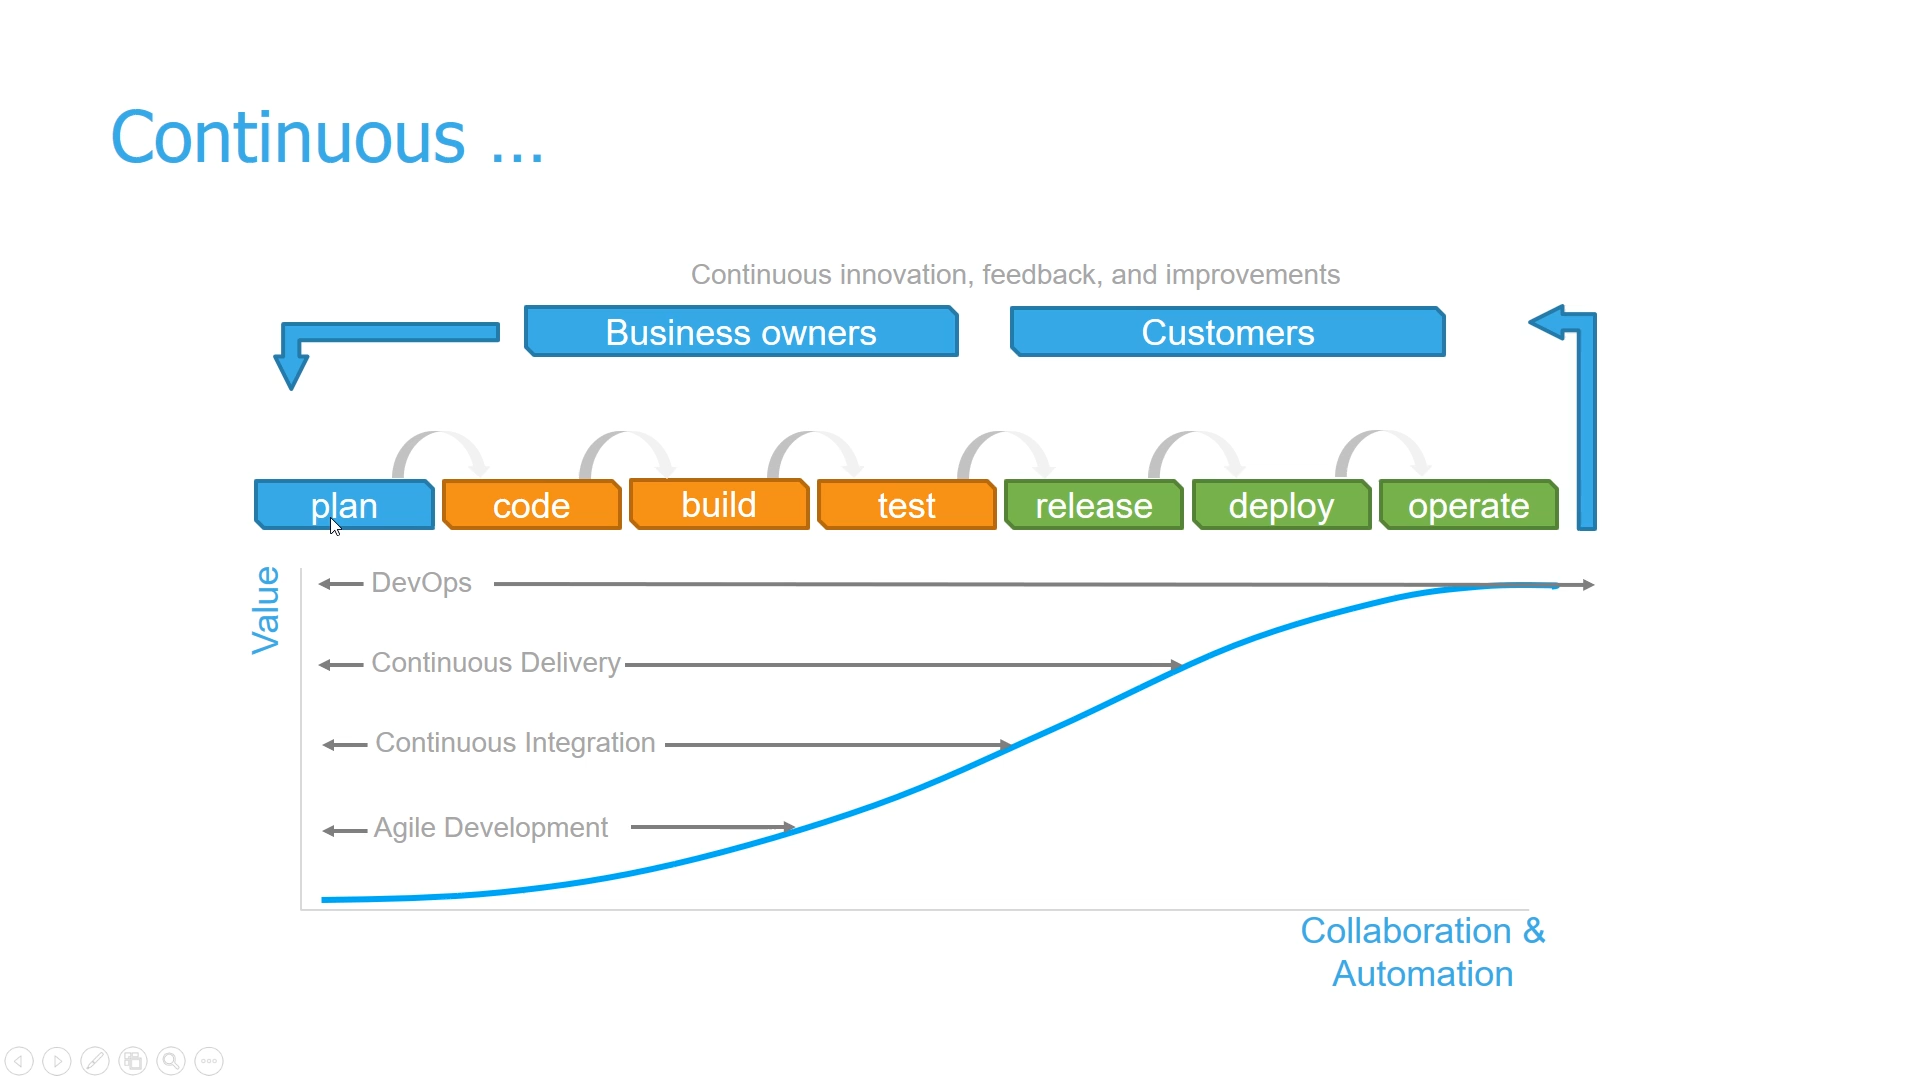 Continuous ...
Continuous innovation, feedback, and improvements
Business owners
Customers
plan
code
build
test
release
deploy
operate
Value
DevOps
Continuous Delivery
Continuous Integration
Agile Development
Collaboration &
Automation